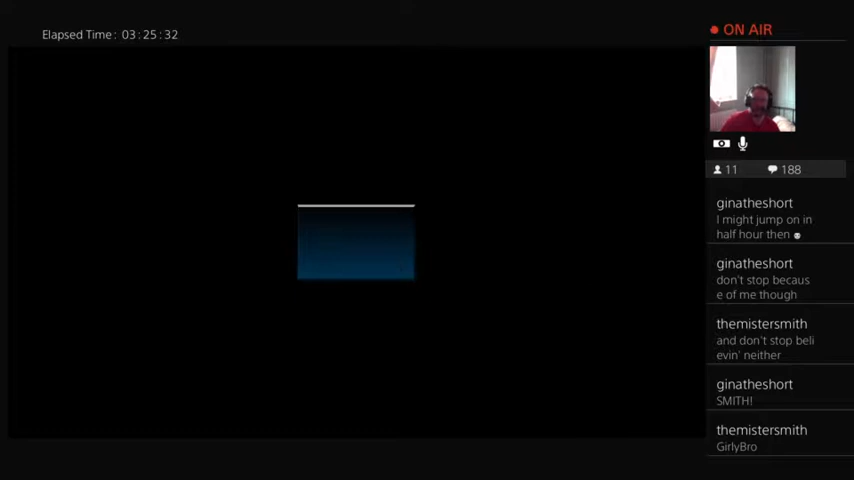 Elapsed Time: 03:25:32
ON AIR
11 188
ginatheshort
I might jump on in
half hour then
ginatheshort
don't stop becaus
e of me though
themistersmith
and don't stop beli
evin' neither
ginatheshort
SMITH!
themistersmith
GirlyBro